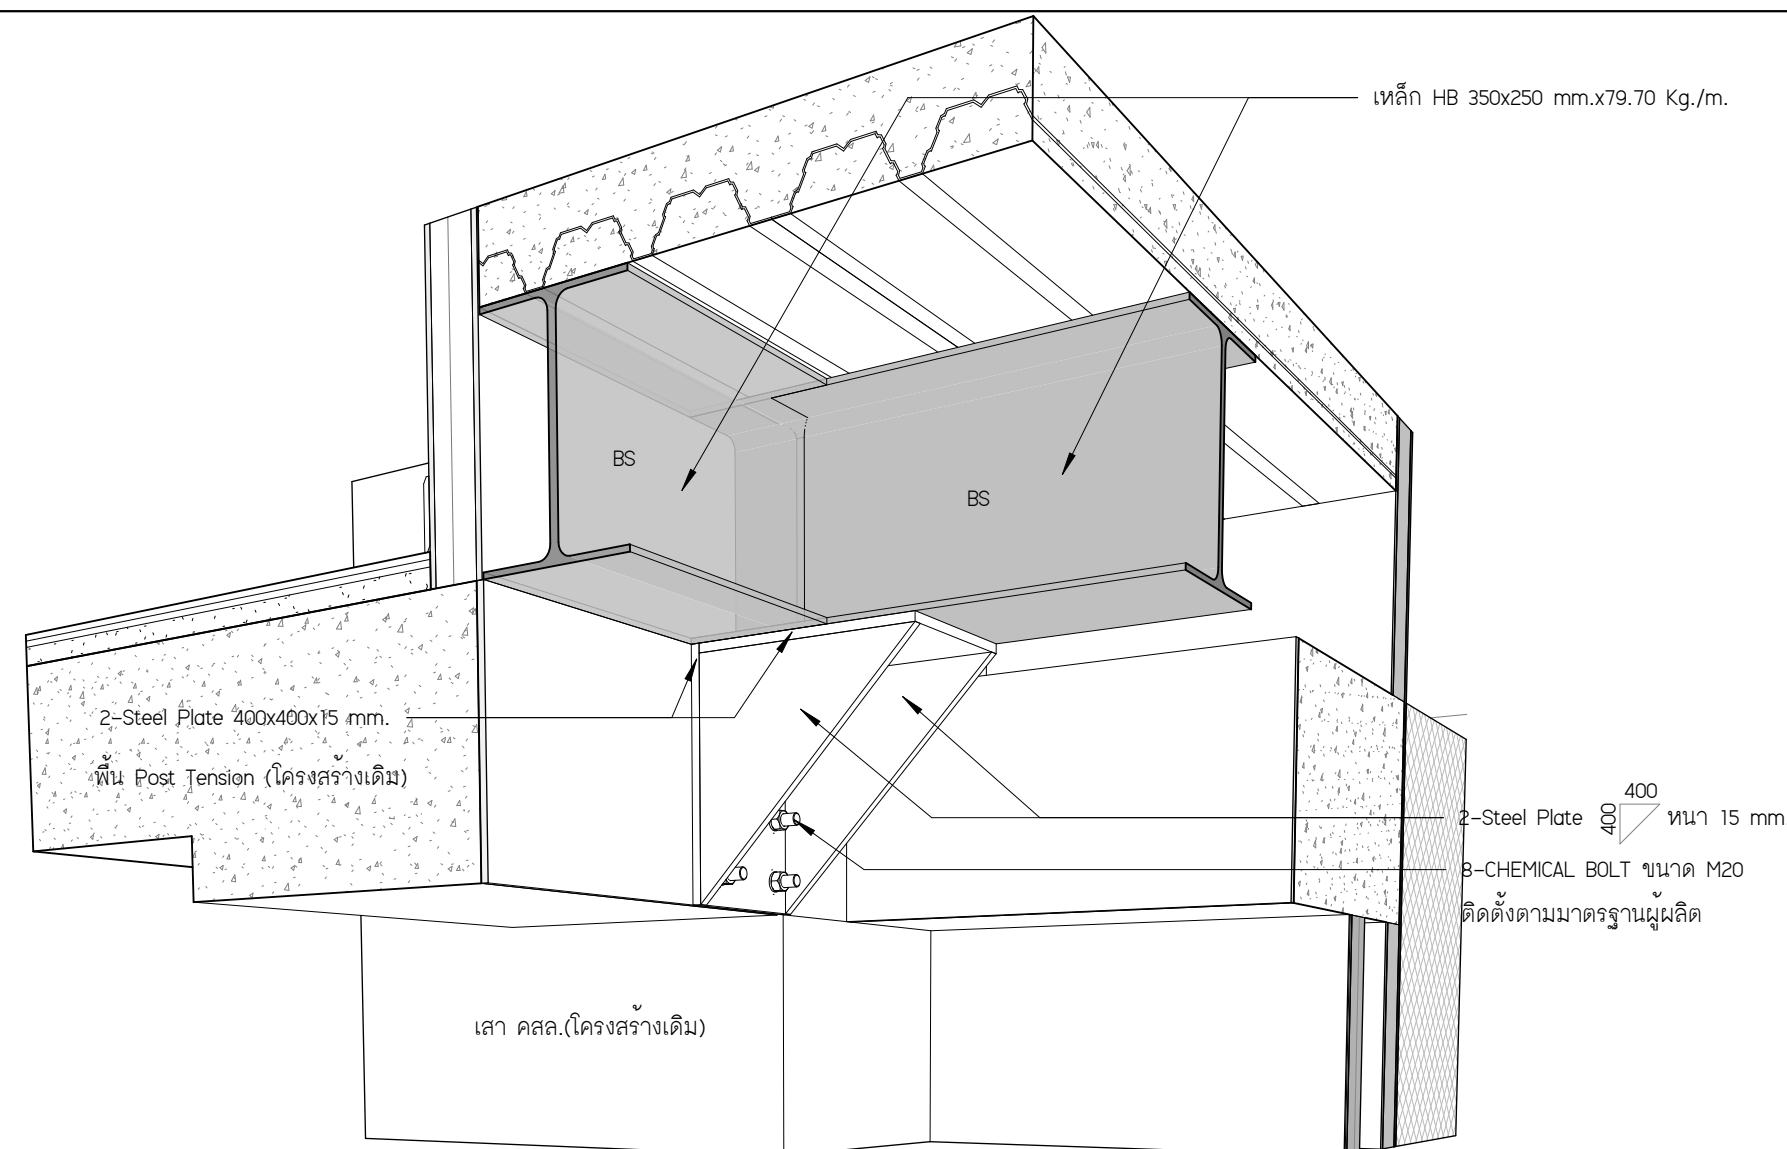 เหล็ก HB 350x250 mm.x79.70 Kg./m.
BS
BS
2-Steel Plate 400x400x15 mm.
พื้น Post Tension (โครงสร้างเดิม)
400
2-Steel Plate 400 หนา 15 mm
8-CHEMICAL BOLT ขนาด M20
ติดตั้งตามมาตรฐานผู้ผลิต
เสา คสล.(โครงสร้างเดิม)